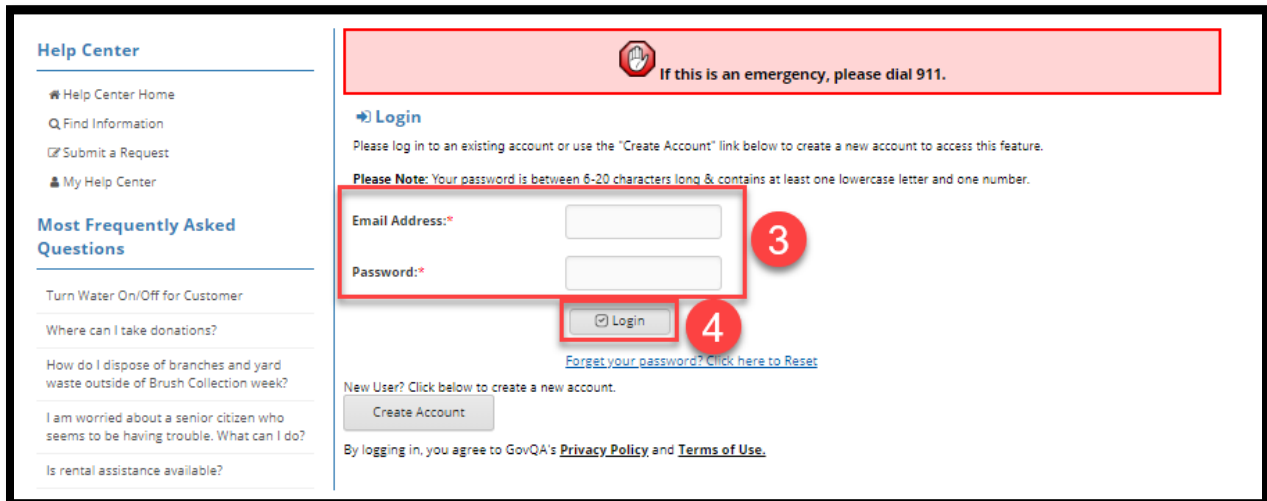 Help Center
Help Center Home
Find Information
Submit a Request
My Help Center
Most Frequently Asked
Questions
Turn Water On/Off for Customer
Where can I take donations?
How do I dispose of branches and yard
waste outside of Brush Collection week?
I am worried about a senior citizen who
seems to be having trouble. What can I do?
Is rental assistance available?
If this is an emergency, please dial 911.
Login
Please log in to an existing account or use the "Create Account" link below to create a new account to access this feature.
Please Note: Your password is between 6-20 characters long & contains at least one lowercase letter and one number.
Email Address:*
3
Password:*
Login
4
Forget your password? Click here to Reset
New User? Click below to create a new account.
Create Account
By logging in, you agree to GovQA's Privacy Policy and Terms of Use.